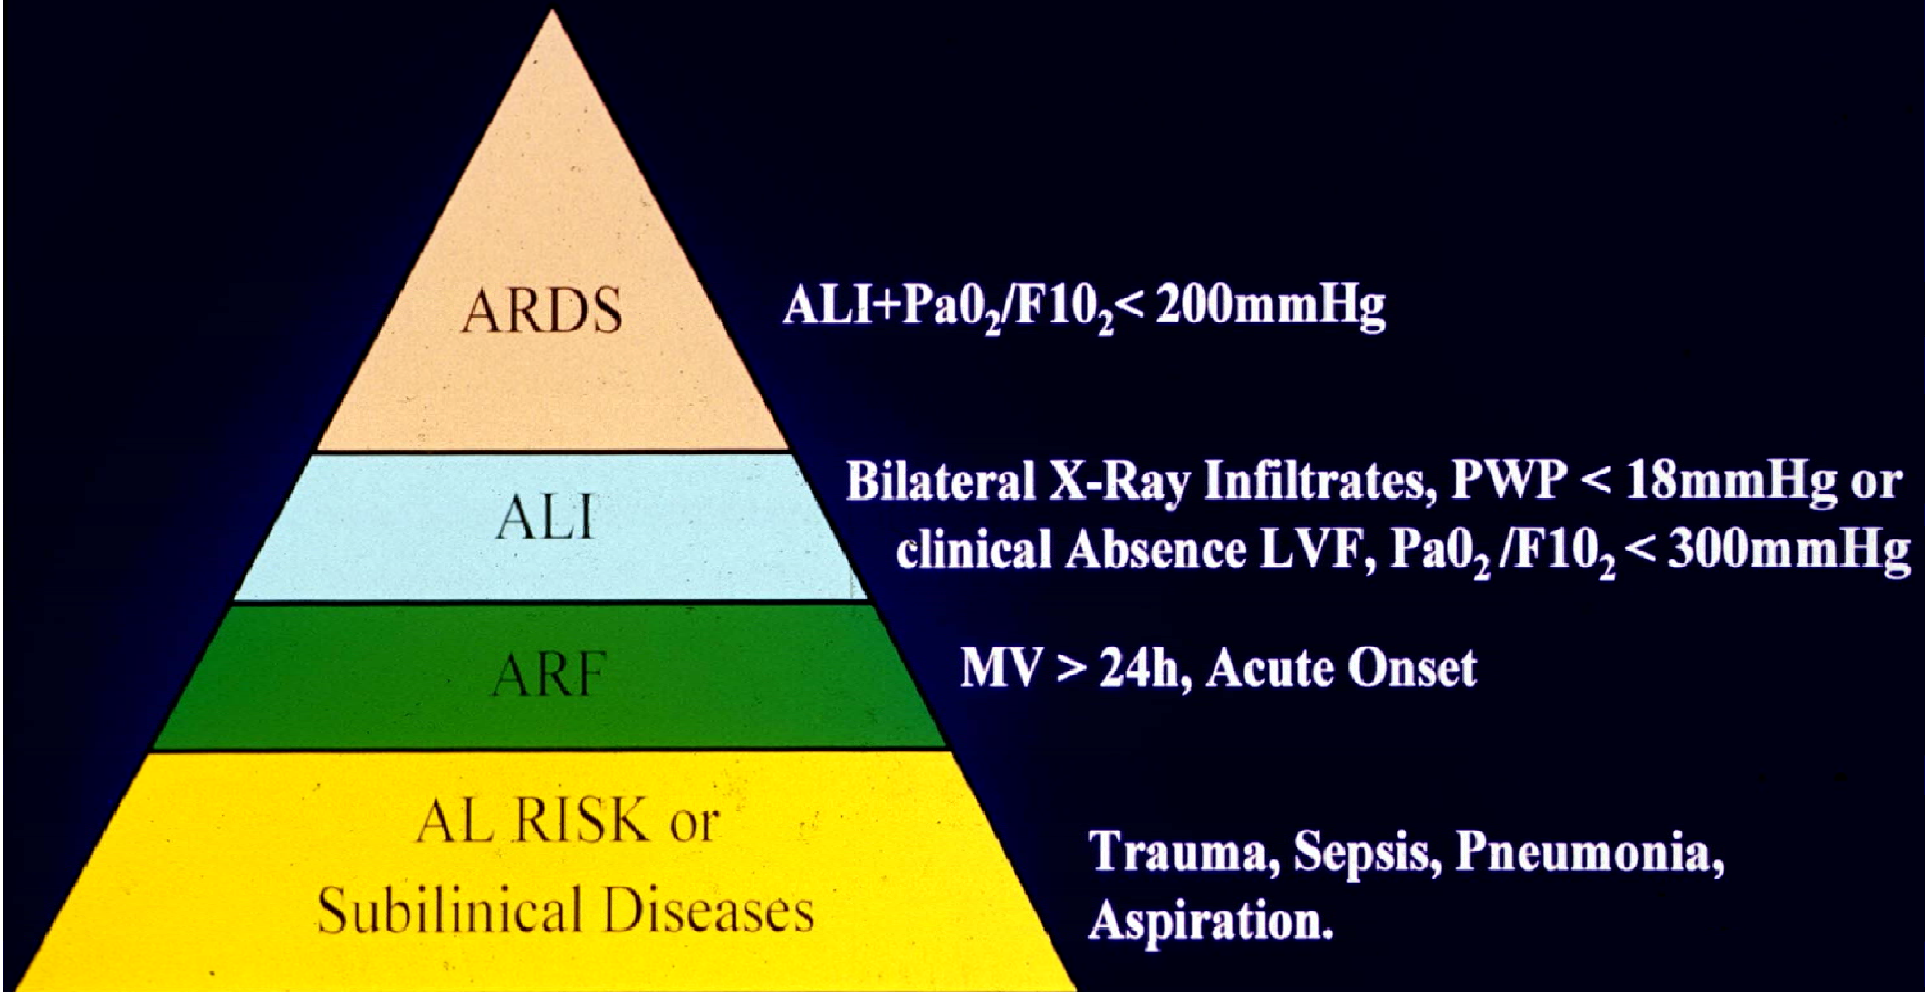 ARDS
ALI+Pa0₂/F10₂< 200mmHg
ALI
Bilateral X-Ray Infiltrates, PWP < 18mmHg or
clinical Absence LVF, Pa0₂ /F10₂ < 300mmHg
ARF
MV > 24h, Acute Onset
AL RISK or
Subilinical Diseases
Trauma, Sepsis, Pneumonia,
Aspiration.